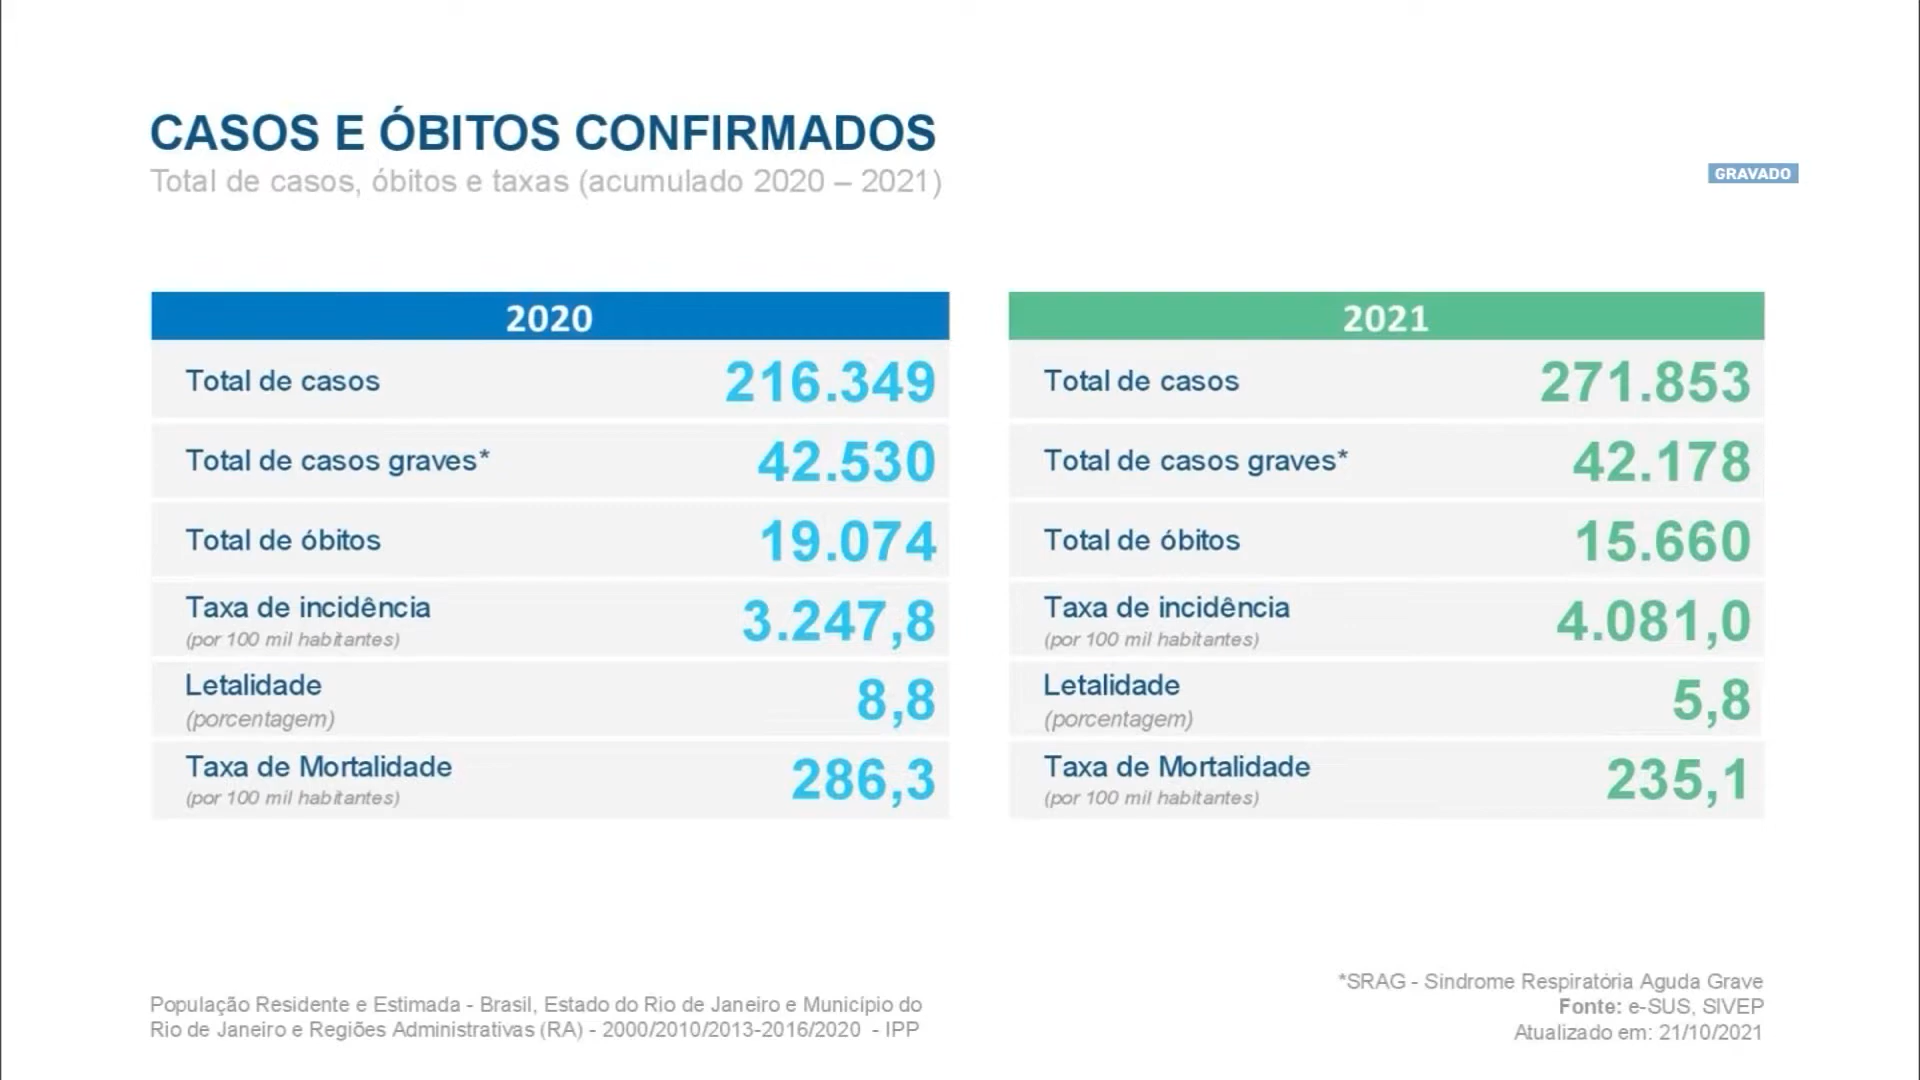 CASOS E ÓBITOS CONFIRMADOS
Total de casos, óbitos e taxas (acumulado 2020 – 2021)
GRAVADO
2020
Total de casos 216.349
Total de casos graves* 42.530
Total de óbitos 19.074
Taxa de incidência 3.247,8
(por 100 mil habitantes)
Letalidade 8,8
(porcentagem)
Taxa de Mortalidade 286,3
(por 100 mil habitantes)
2021
Total de casos 271.853
Total de casos graves* 42.178
Total de óbitos 15.660
Taxa de incidência 4.081,0
(por 100 mil habitantes)
Letalidade 5,8
(porcentagem)
Taxa de Mortalidade 235,1
(por 100 mil habitantes)
População Residente e Estimada - Brasil, Estado do Rio de Janeiro e Município do
Rio de Janeiro e Regiões Administrativas (RA) - 2000/2010/2013-2016/2020 - IPP
*SRAG - Síndrome Respiratória Aguda Grave
Fonte: e-SUS, SIVEP
Atualizado em: 21/10/2021